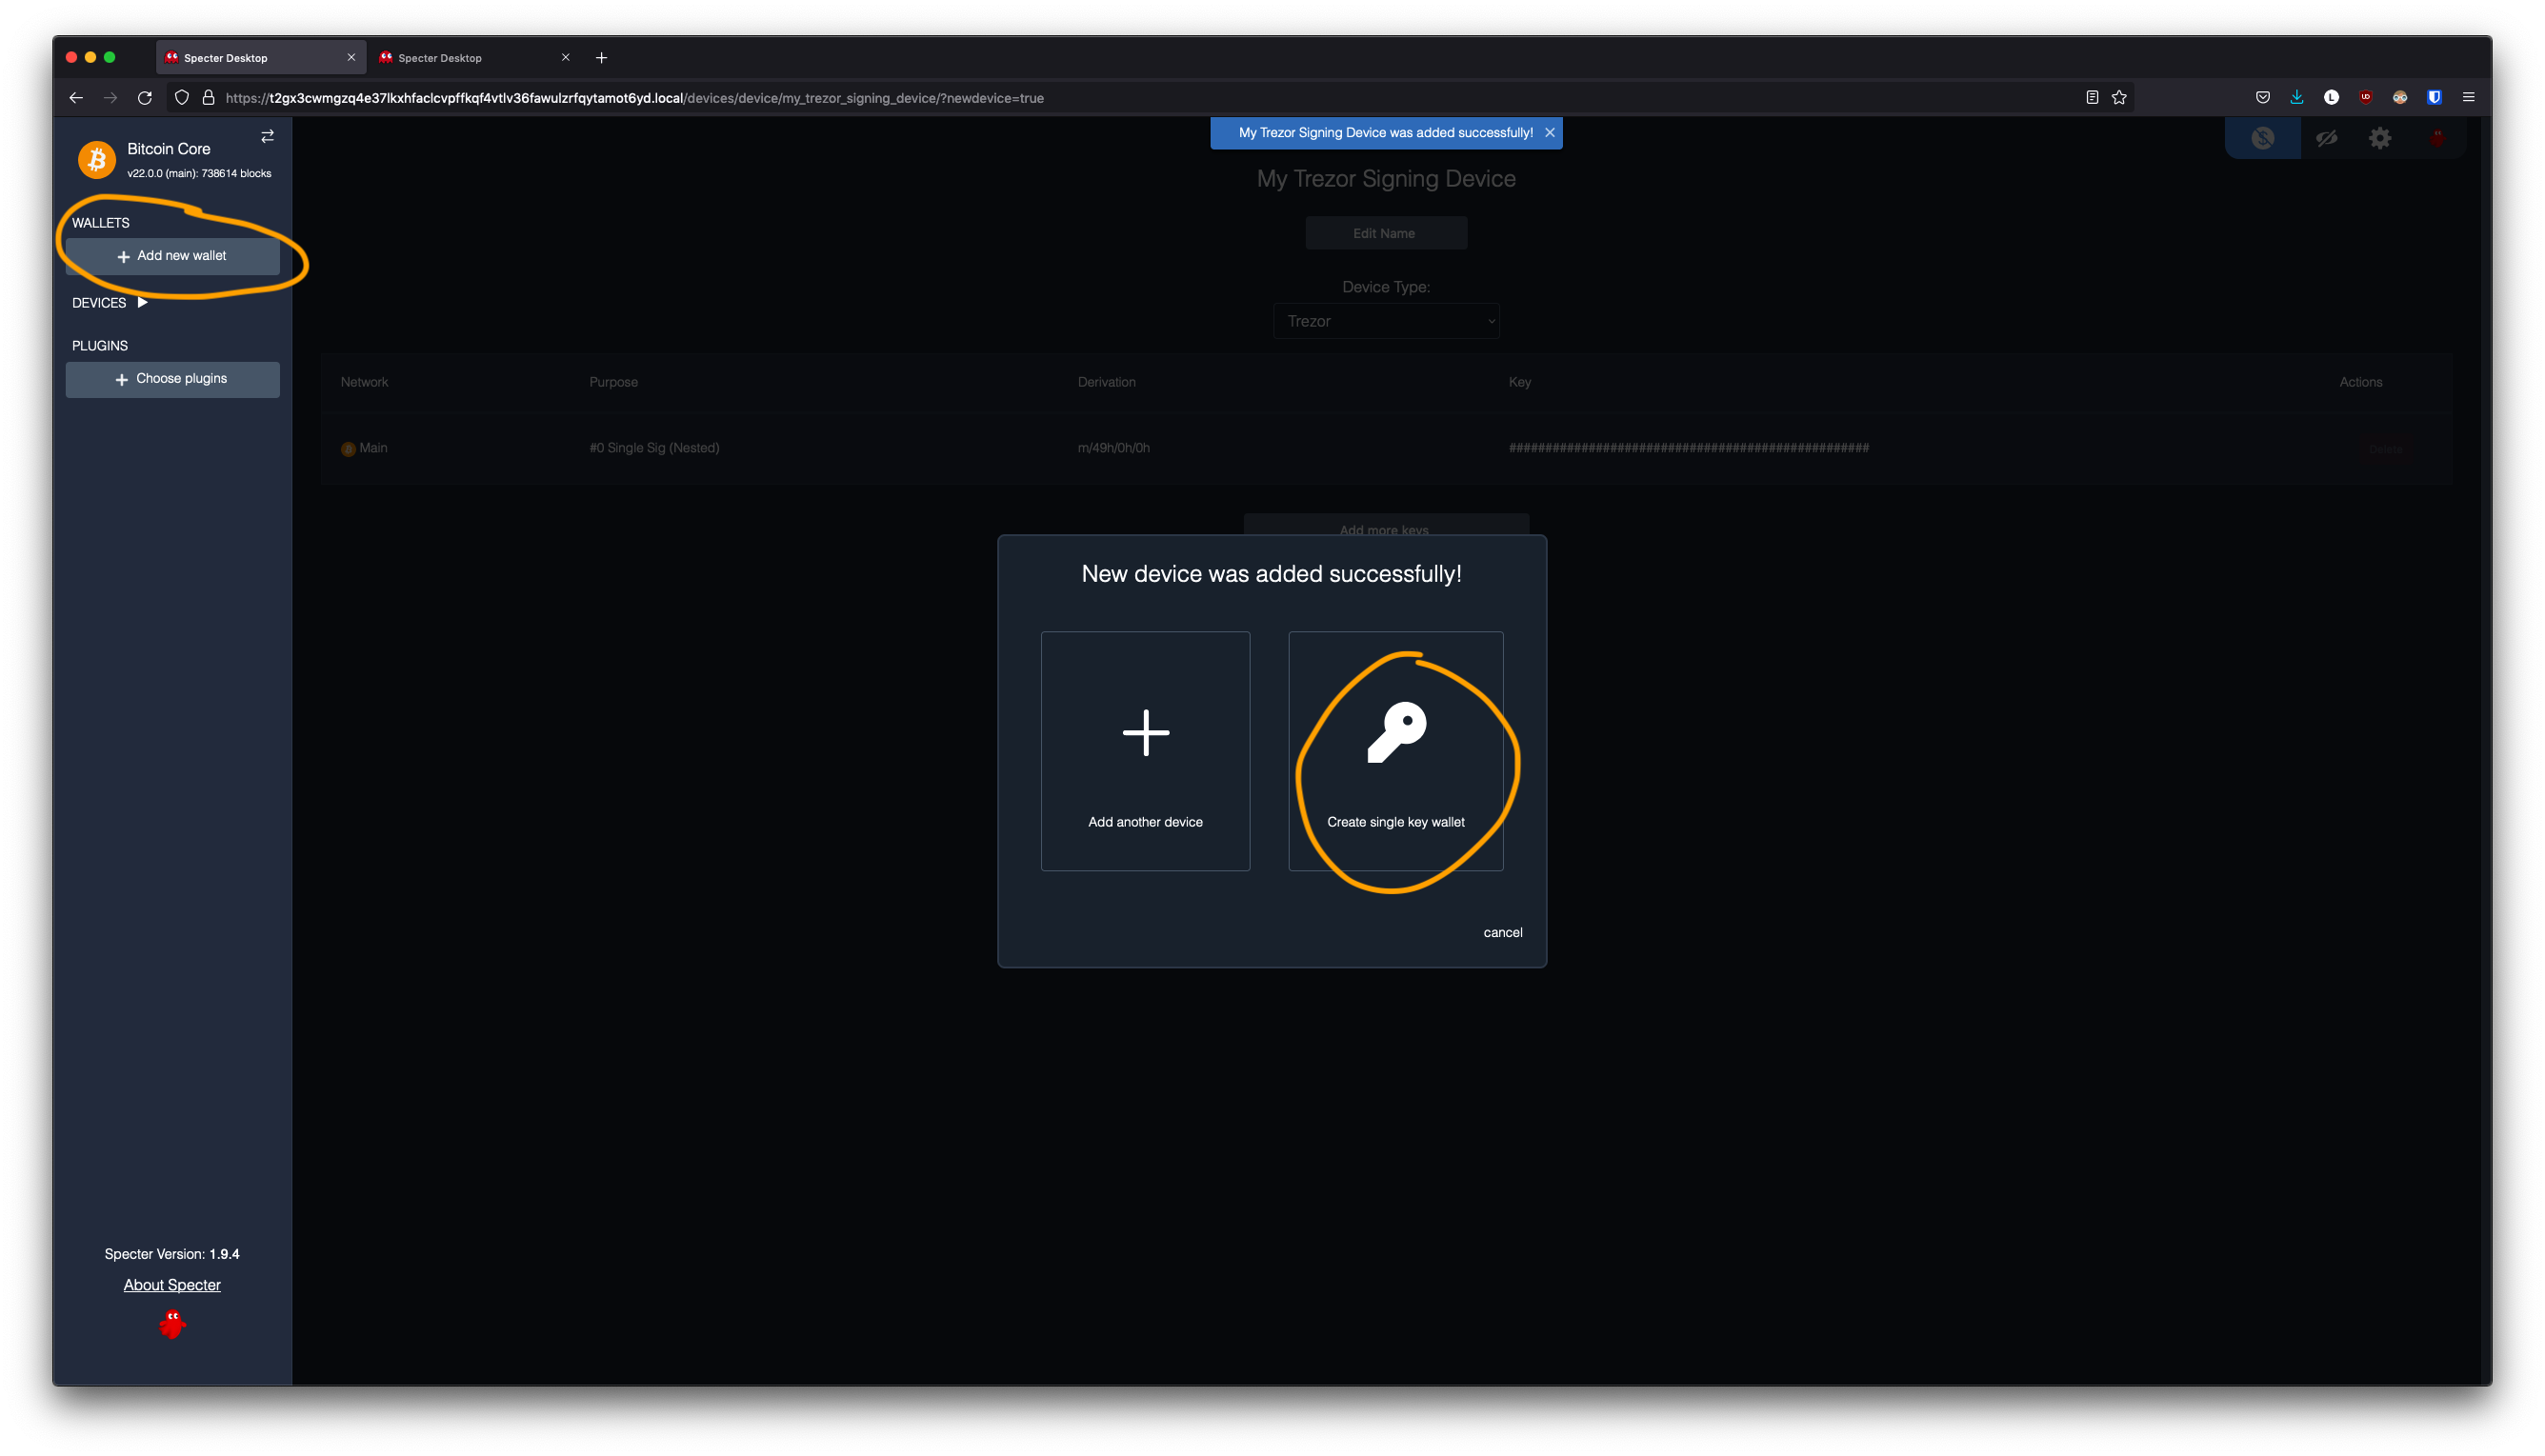 Specter Desktop
Specter Desktop
https://t2gx3cwmgzq4e37lkxhfaclcvpffkqf4vtlv36fawulzrfqytamot6yd.local/devices/device/my_trezor_signing_device/?newdevice=true
Bitcoin Core
v22.0.0 (main): 738614 blocks
WALLETS
+ Add new wallet
DEVICES
PLUGINS
+ Choose plugins
My Trezor Signing Device was added successfully!
My Trezor Signing Device
Edit Name
Device Type:
Trezor
Network Purpose Derivation Key Actions
Main #0 Single Sig (Nested) m/49h/0h/0h ################################################## Delete
Add more keys
New device was added successfully!
Add another device
Create single key wallet
cancel
Specter Version: 1.9.4
About Specter